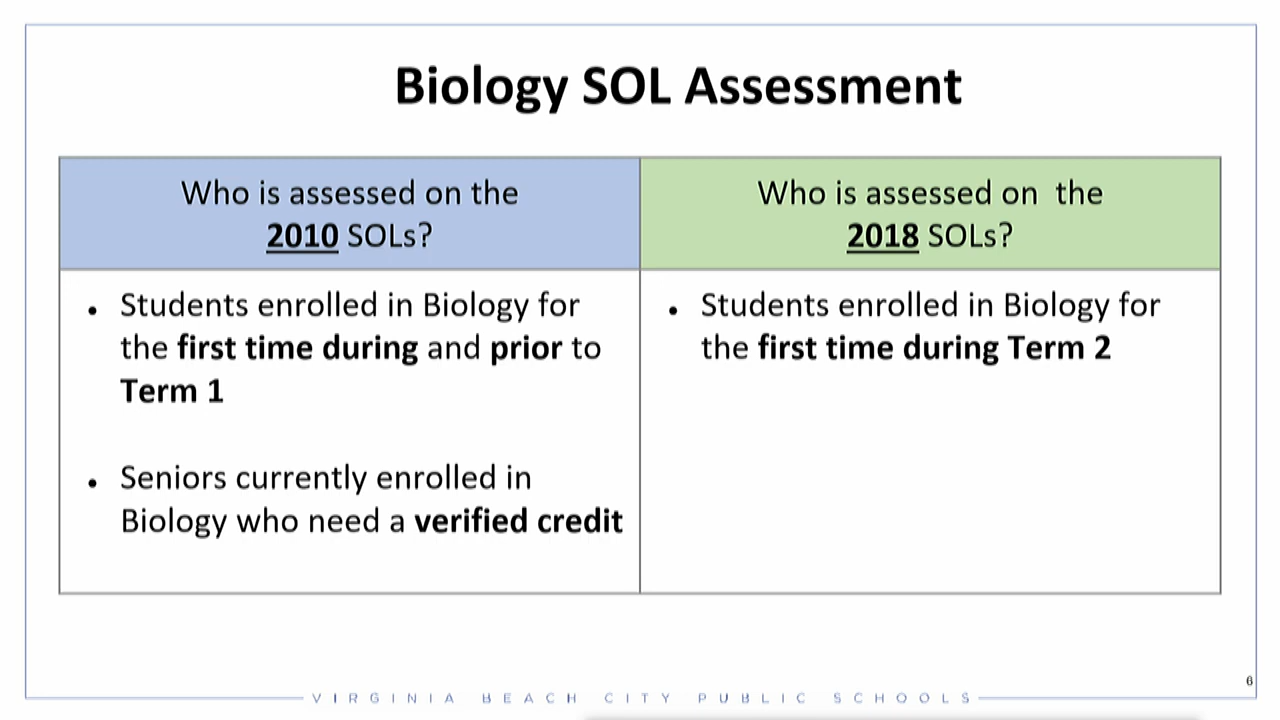 Biology SOL Assessment
Who is assessed on the
2010 SOLs?
Who is assessed on the
2018 SOLs?
• Students enrolled in Biology for
the first time during and prior to
Term 1
• Seniors currently enrolled in
Biology who need a verified credit
• Students enrolled in Biology for
the first time during Term 2
6
VIRGINIA BEACH CITY PUBLIC SCHOOLS